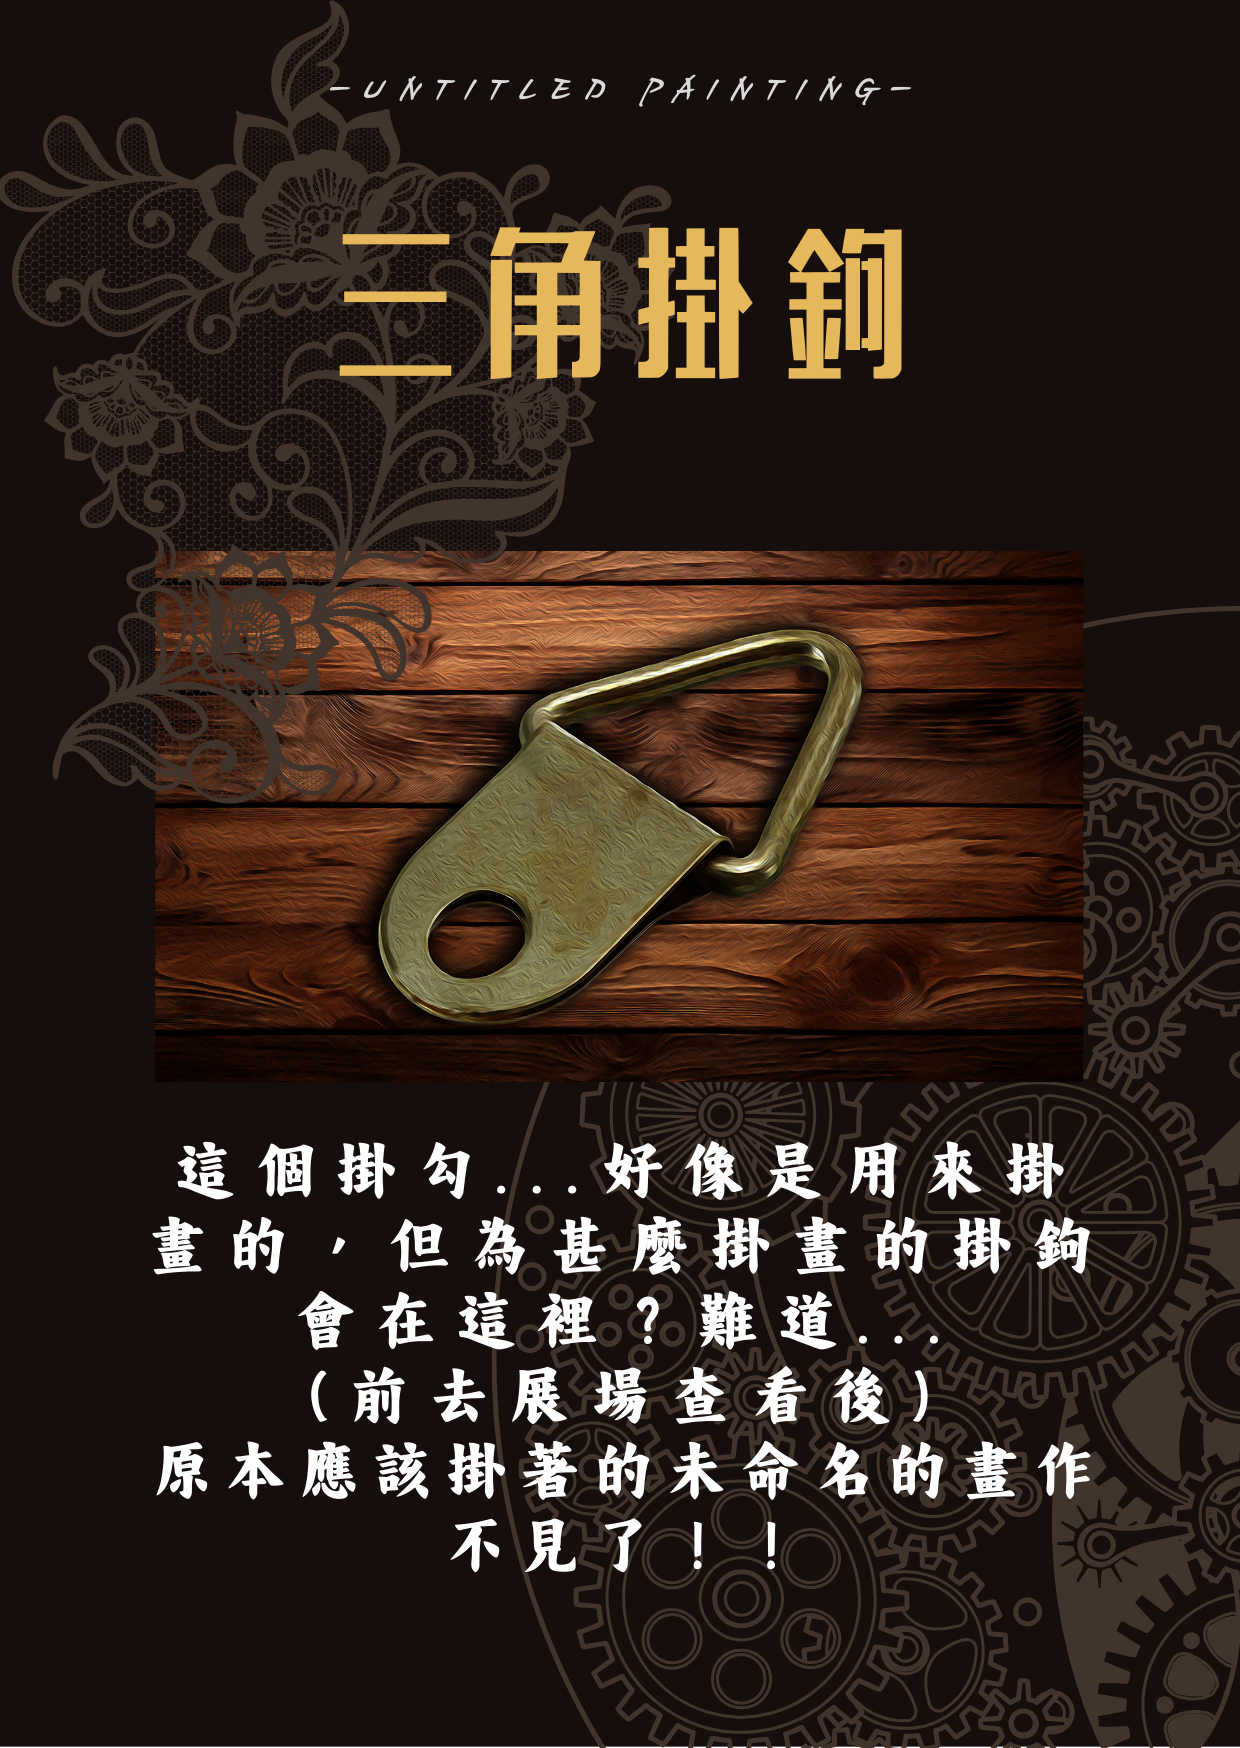 -UNTITLED PAINTING-
三角掛鉤
這個掛勾...好像是用來掛
畫的，但為甚麼掛畫的掛鉤
會在這裡？難道...
(前去展場查看後)
原本應該掛著的未命名的畫作
不見了！！